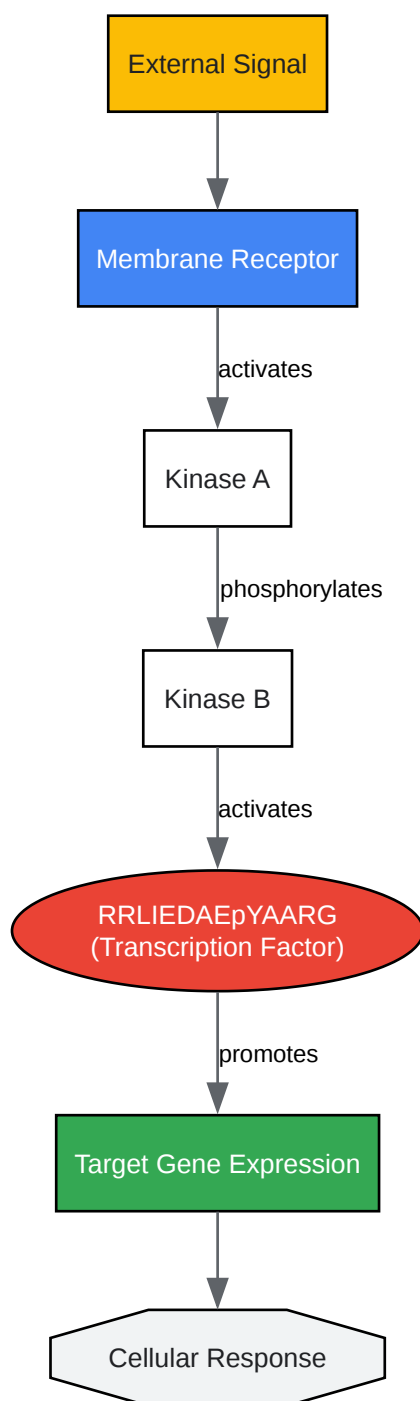 External Signal
Membrane Receptor
activates
Kinase A
phosphorylates
Kinase B
activates
RRLIEDAEpYAARG
(Transcription Factor)
promotes
Target Gene Expression
Cellular Response